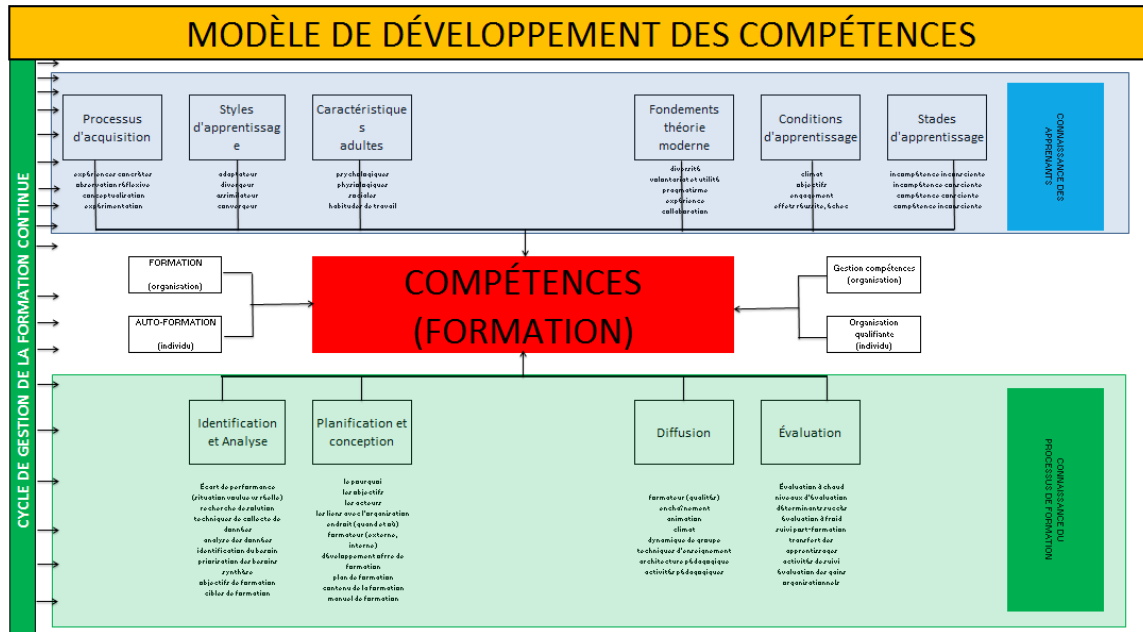 MODÈLE DE DÉVELOPPEMENT DES COMPÉTENCES
CYCLE DE GESTION DE LA FORMATION CONTINUE
Processus
d'acquisition
expériences concrètes
observation réflexive
conceptualisation
expérimentation
Styles
d'apprentissag
e
adaptateur
divergeur
assimilateur
convergeur
Caractéristique
s
adultes
psychologiques
physiologiques
sociales
habitudes de travail
Fondements
théorie
moderne
diversité
volontariat et utilité
pragmatisme
expérience
collaboration
Conditions
d'apprentissage
climat
objectifs
engagement
effets réussite, échec
Stades
d'apprentissage
incompétence inconsciente
incompétence consciente
compétence consciente
compétence inconsciente
CONNAISSANCE DES
APPRENANTS
FORMATION
(organisation)
AUTO-FORMATION
(individu)
COMPÉTENCES
(FORMATION)
Gestion compétences
(organisation)
Organisation
qualifiante
(individu)
Identification
et Analyse
Écart de performance
(situation voulue vs réelle)
recherche de solution
techniques de collecte de
données
analyse des données
identification du besoin
priorisation des besoins
synthèse
objectifs de formation
cibles de formation
Planification et
conception
le pourquoi
les objectifs
les acteurs
les liens avec l'organisation
endroit (quand et où)
formateur (externe,
interne)
développement offre de
formation
plan de formation
contenu de la formation
manuel de formation
Diffusion
formateur (qualités)
enchaînement
animation
climat
dynamique de groupe
techniques d'enseignement
architecture pédagogique
activités pédagogiques
Évaluation
Évaluation à chaud
niveaux d'évaluation
déterminants succès
évaluation à froid
suivi post-formation
transfert des
apprentissages
activités de suivi
évaluation des gains
organisationnels
CONNAISSANCE DU
PROCESSUS DE FORMATION